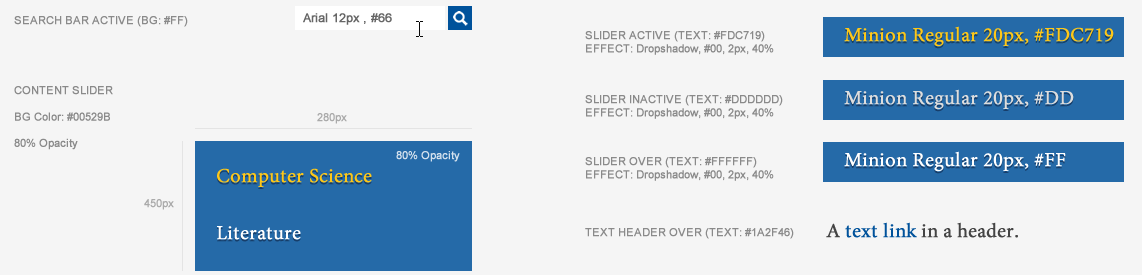 SEARCH BAR ACTIVE (BG: #FF)
Arial 12px , #66
CONTENT SLIDER
BG Color: #00529B
80% Opacity
280px
450px
80% Opacity
Computer Science
Literature
SLIDER ACTIVE (TEXT: #FDC719)
EFFECT: Dropshadow, #00, 2px, 40%
Minion Regular 20px, #FDC719
SLIDER INACTIVE (TEXT: #DDDDDD)
EFFECT: Dropshadow, #00, 2px, 40%
Minion Regular 20px, #DD
SLIDER OVER (TEXT: #FFFFFF)
EFFECT: Dropshadow, #00, 2px, 40%
Minion Regular 20px, #FF
TEXT HEADER OVER (TEXT: #1A2F46)
A text link in a header.